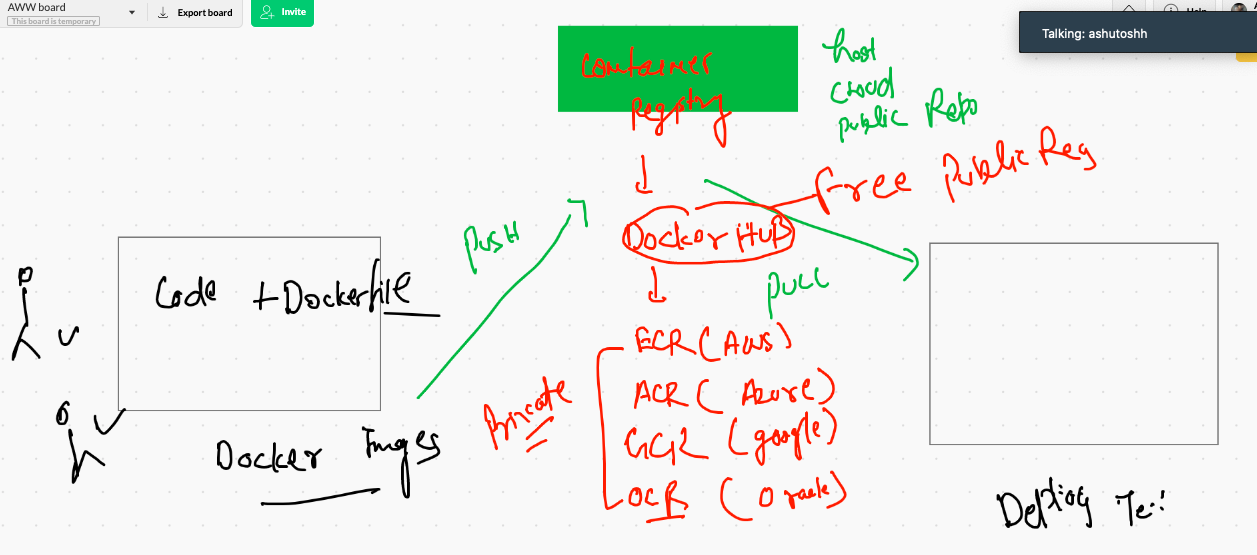 AWW board
This board is temporary
Export board
Invite
Help
Talking: ashutoshh
Container
Registry
host
cloud
public Repo
Free Public Reg
Docker HUB
PUSH
PULL
Code + Dockerfile
Docker Images
Private
ECR ( AWS )
ACR ( Azure )
GCR ( google )
OCR ( Oracle )